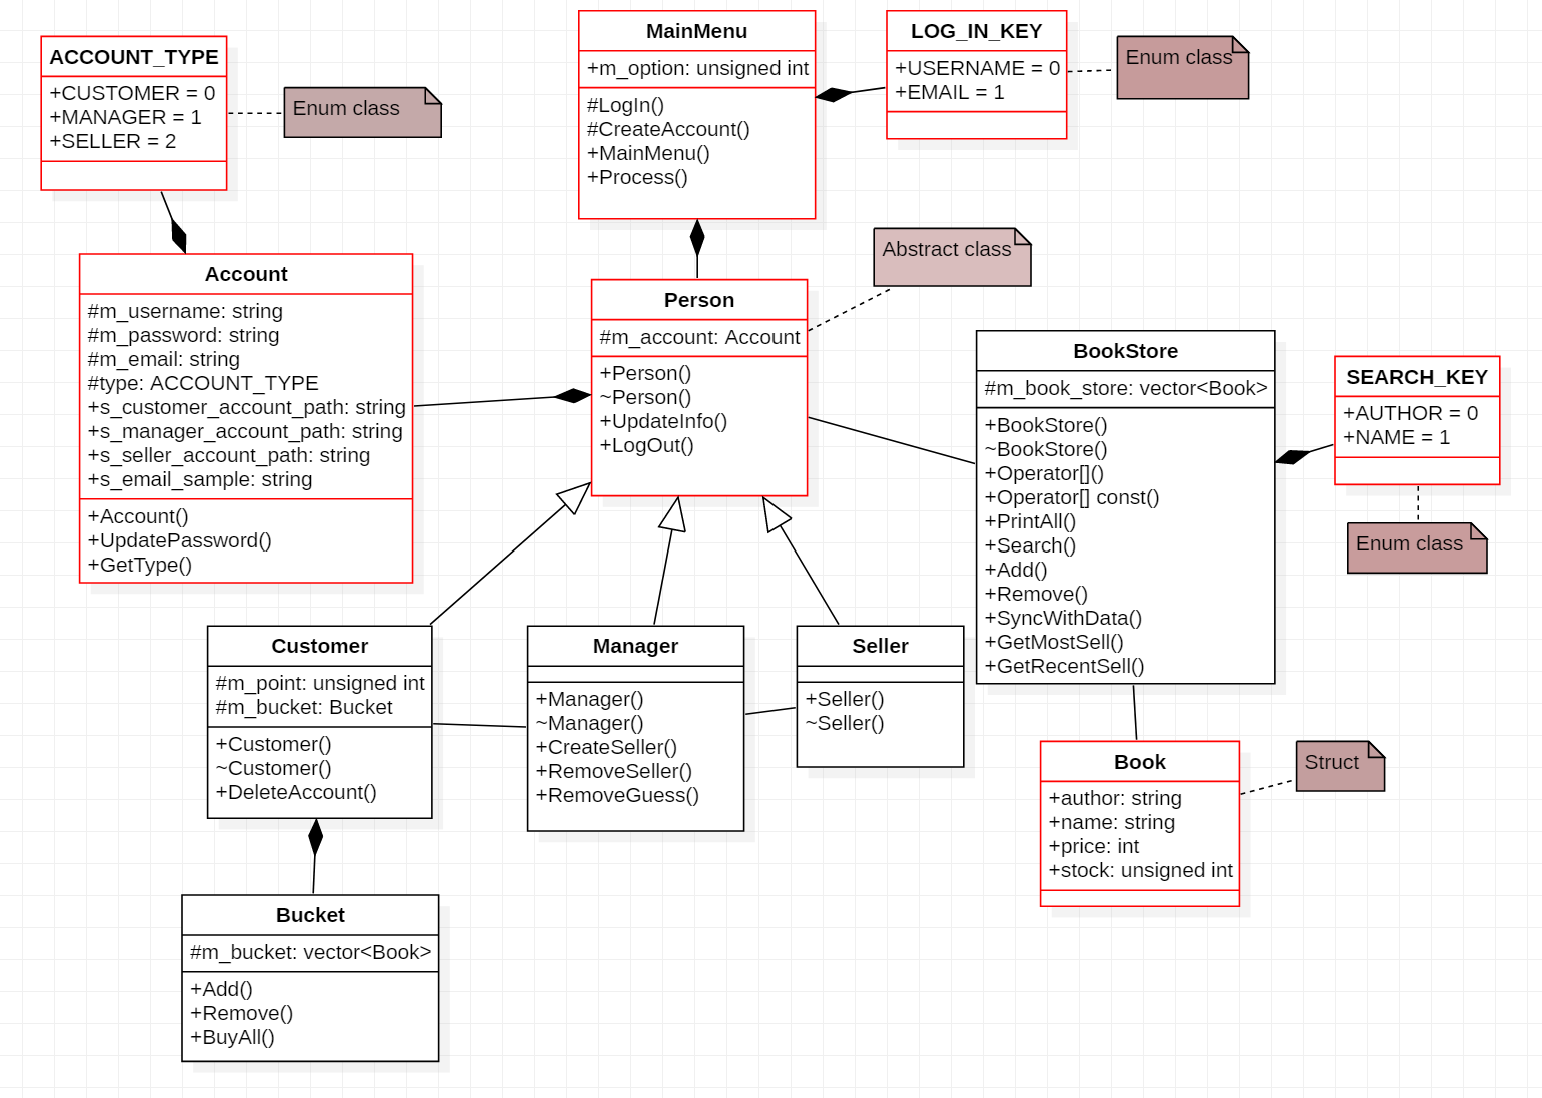 ACCOUNT_TYPE
+CUSTOMER = 0
+MANAGER = 1
+SELLER = 2
Enum class
MainMenu
+m_option: unsigned int
#LogIn()
#CreateAccount()
+MainMenu()
+Process()
LOG_IN_KEY
+USERNAME = 0
+EMAIL = 1
Enum class
Account
#m_username: string
#m_password: string
#m_email: string
#type: ACCOUNT_TYPE
+s_customer_account_path: string
+s_manager_account_path: string
+s_seller_account_path: string
+s_email_sample: string
+Account()
+UpdatePassword()
+GetType()
Person
#m_account: Account
+Person()
~Person()
+UpdateInfo()
+LogOut()
Abstract class
BookStore
#m_book_store: vector<Book>
+BookStore()
~BookStore()
+Operator[]()
+Operator[] const()
+PrintAll()
+Search()
+Add()
+Remove()
+SyncWithData()
+GetMostSell()
+GetRecentSell()
SEARCH_KEY
+AUTHOR = 0
+NAME = 1
Enum class
Customer
#m_point: unsigned int
#m_bucket: Bucket
+Customer()
~Customer()
+DeleteAccount()
Manager
+Manager()
~Manager()
+CreateSeller()
+RemoveSeller()
+RemoveGuess()
Seller
+Seller()
~Seller()
Book
+author: string
+name: string
+price: int
+stock: unsigned int
Struct
Bucket
#m_bucket: vector<Book>
+Add()
+Remove()
+BuyAll()